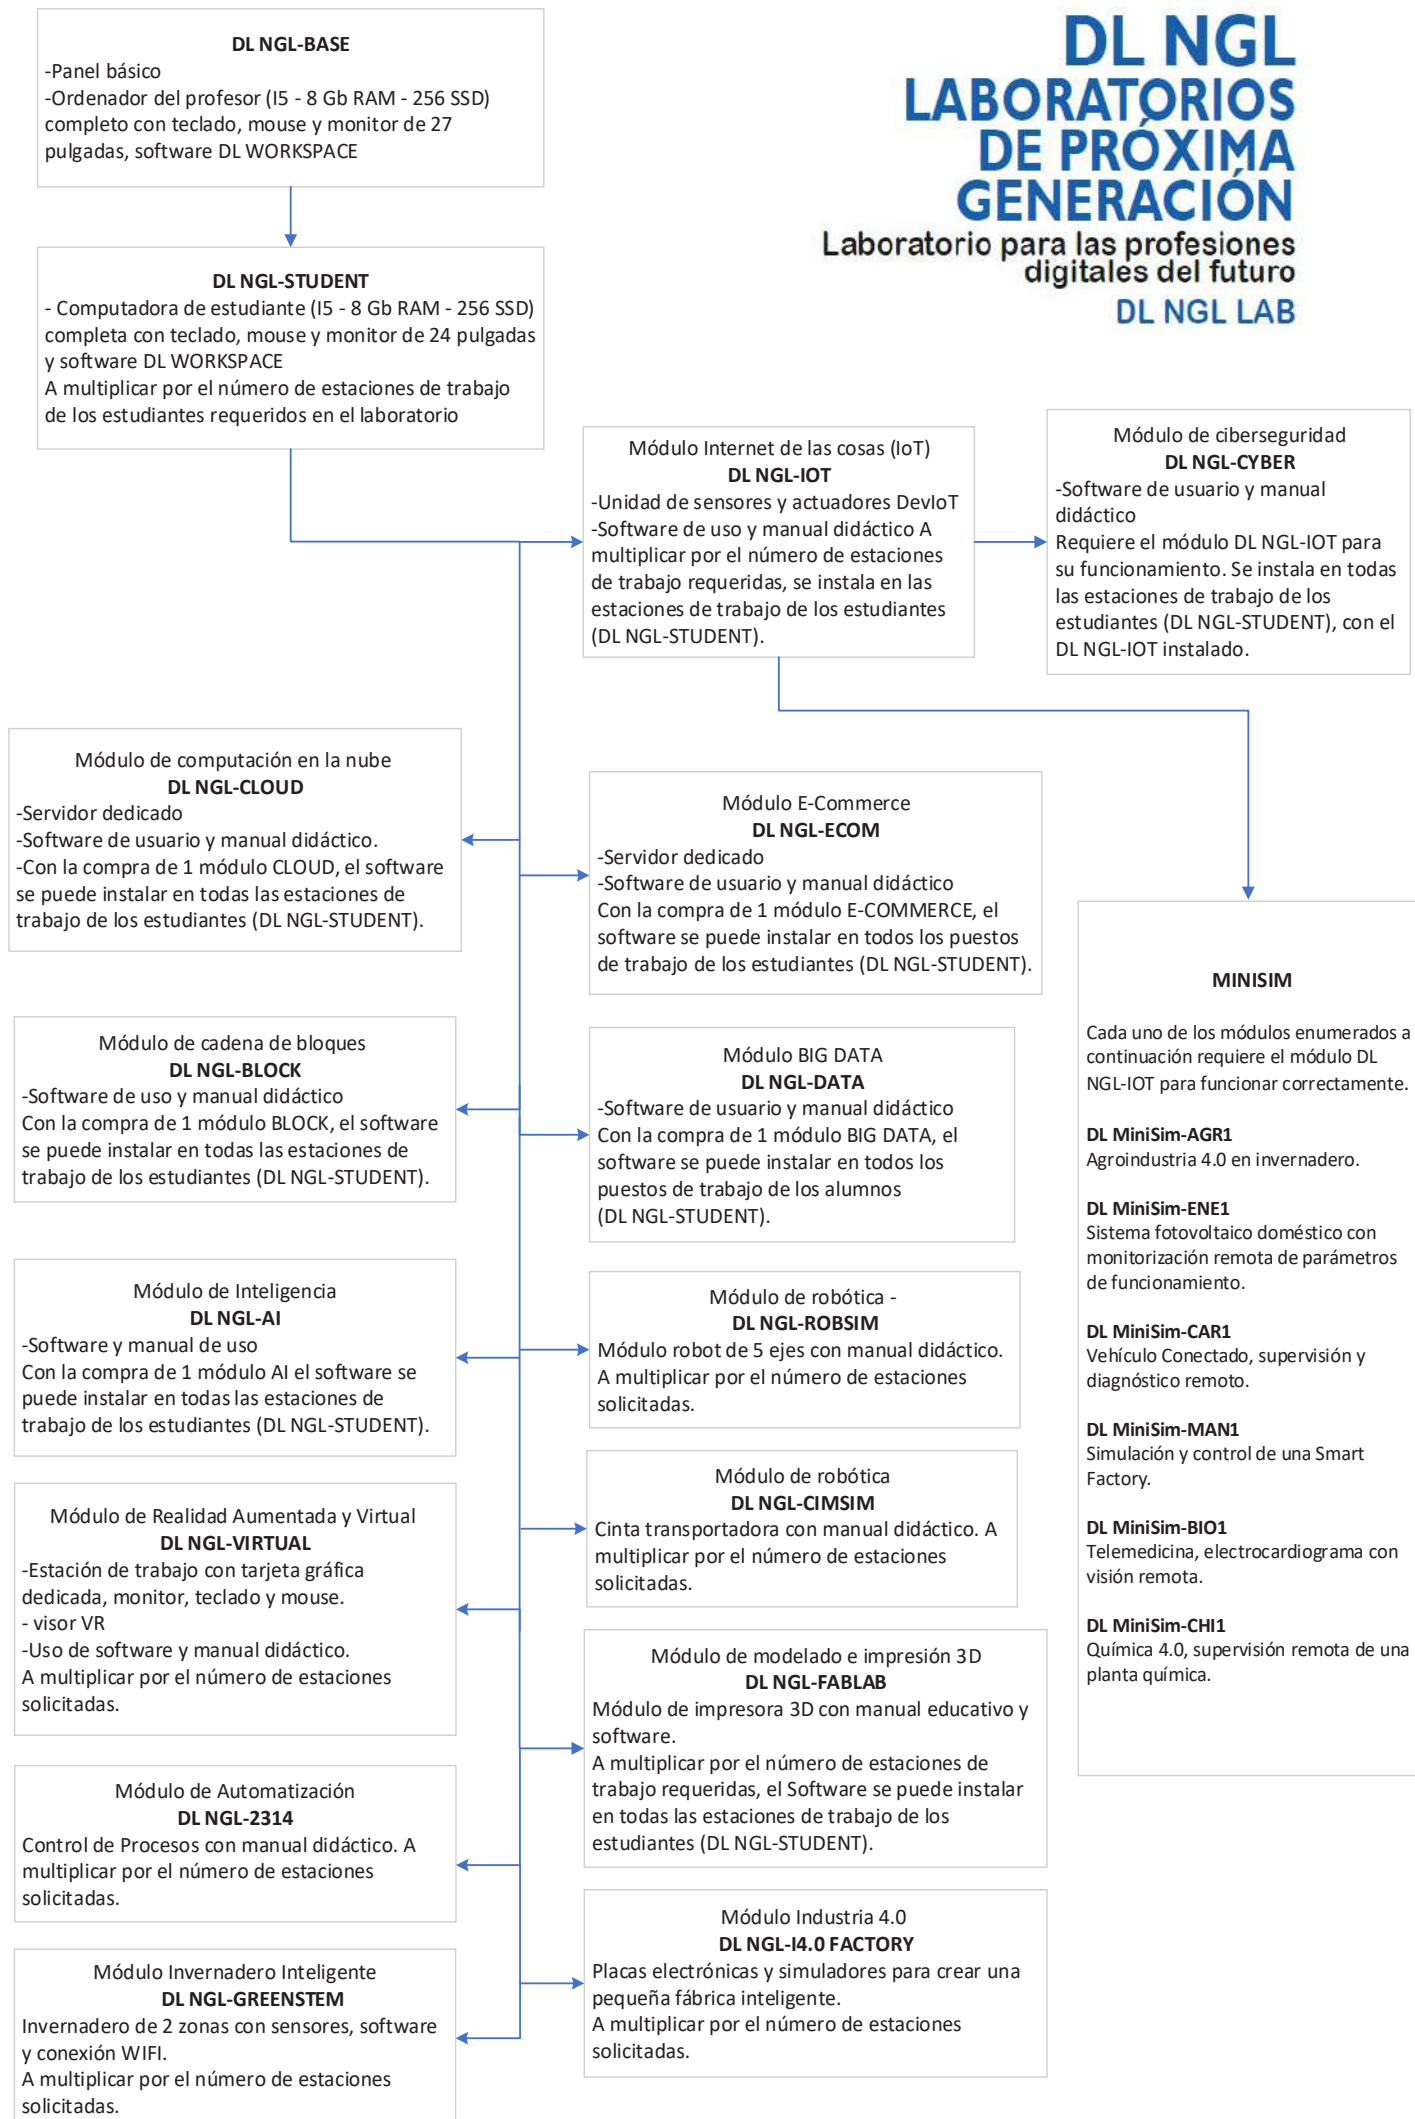 DL NGL-BASE
-Panel básico
-Ordenador del profesor (I5 - 8 Gb RAM - 256 SSD)
completo con teclado, mouse y monitor de 27
pulgadas, software DL WORKSPACE
DL NGL
LABORATORIOS
DE PRÓXIMA
GENERACIÓN
Laboratorio para las profesiones
digitales del futuro
DL NGL LAB
DL NGL-STUDENT
- Computadora de estudiante (I5 - 8 Gb RAM - 256 SSD)
completa con teclado, mouse y monitor de 24 pulgadas
y software DL WORKSPACE
A multiplicar por el número de estaciones de trabajo
de los estudiantes requeridos en el laboratorio
Módulo Internet de las cosas (IoT)
DL NGL-IOT
-Unidad de sensores y actuadores DevIoT
-Software de uso y manual didáctico A
multiplicar por el número de estaciones
de trabajo requeridas, se instala en las
estaciones de trabajo de los estudiantes
(DL NGL-STUDENT).
Módulo de ciberseguridad
DL NGL-CYBER
-Software de usuario y manual
didáctico
Requiere el módulo DL NGL-IOT para
su funcionamiento. Se instala en todas
las estaciones de trabajo de los
estudiantes (DL NGL-STUDENT), con el
DL NGL-IOT instalado.
Módulo de computación en la nube
DL NGL-CLOUD
-Servidor dedicado
-Software de usuario y manual didáctico.
-Con la compra de 1 módulo CLOUD, el software
se puede instalar en todas las estaciones de
trabajo de los estudiantes (DL NGL-STUDENT).
Módulo E-Commerce
DL NGL-ECOM
-Servidor dedicado
-Software de usuario y manual didáctico
Con la compra de 1 módulo E-COMMERCE, el
software se puede instalar en todos los puestos
de trabajo de los estudiantes (DL NGL-STUDENT).
MINISIM
Cada uno de los módulos enumerados a
continuación requiere el módulo DL
NGL-IOT para funcionar correctamente.
DL MiniSim-AGR1
Agroindustria 4.0 en invernadero.
DL MiniSim-ENE1
Sistema fotovoltaico doméstico con
monitorización remota de parámetros
de funcionamiento.
DL MiniSim-CAR1
Vehículo Conectado, supervisión y
diagnóstico remoto.
DL MiniSim-MAN1
Simulación y control de una Smart
Factory.
DL MiniSim-BIO1
Telemedicina, electrocardiograma con
visión remota.
DL MiniSim-CHI1
Química 4.0, supervisión remota de una
planta química.
Módulo de cadena de bloques
DL NGL-BLOCK
-Software de uso y manual didáctico
Con la compra de 1 módulo BLOCK, el software
se puede instalar en todas las estaciones de
trabajo de los estudiantes (DL NGL-STUDENT).
Módulo BIG DATA
DL NGL-DATA
-Software de usuario y manual didáctico
Con la compra de 1 módulo BIG DATA, el
software se puede instalar en todos los
puestos de trabajo de los alumnos
(DL NGL-STUDENT).
Módulo de Inteligencia
DL NGL-AI
-Software y manual de uso
Con la compra de 1 módulo AI el software se
puede instalar en todas las estaciones de
trabajo de los estudiantes (DL NGL-STUDENT).
Módulo de robótica -
DL NGL-ROBSIM
Módulo robot de 5 ejes con manual didáctico.
A multiplicar por el número de estaciones
solicitadas.
Módulo de robótica
DL NGL-CIMSIM
Cinta transportadora con manual didáctico. A
multiplicar por el número de estaciones
solicitadas.
Módulo de Realidad Aumentada y Virtual
DL NGL-VIRTUAL
-Estación de trabajo con tarjeta gráfica
dedicada, monitor, teclado y mouse.
- visor VR
-Uso de software y manual didáctico.
A multiplicar por el número de estaciones
solicitadas.
Módulo de modelado e impresión 3D
DL NGL-FABLAB
Módulo de impresora 3D con manual educativo y
software.
A multiplicar por el número de estaciones de
trabajo requeridas, el Software se puede instalar
en todas las estaciones de trabajo de los
estudiantes (DL NGL-STUDENT).
Módulo de Automatización
DL NGL-2314
Control de Procesos con manual didáctico. A
multiplicar por el número de estaciones
solicitadas.
Módulo Industria 4.0
DL NGL-I4.0 FACTORY
Placas electrónicas y simuladores para crear una
pequeña fábrica inteligente.
A multiplicar por el número de estaciones
solicitadas.
Módulo Invernadero Inteligente
DL NGL-GREENSTEM
Invernadero de 2 zonas con sensores, software
y conexión WIFI.
A multiplicar por el número de estaciones
solicitadas.